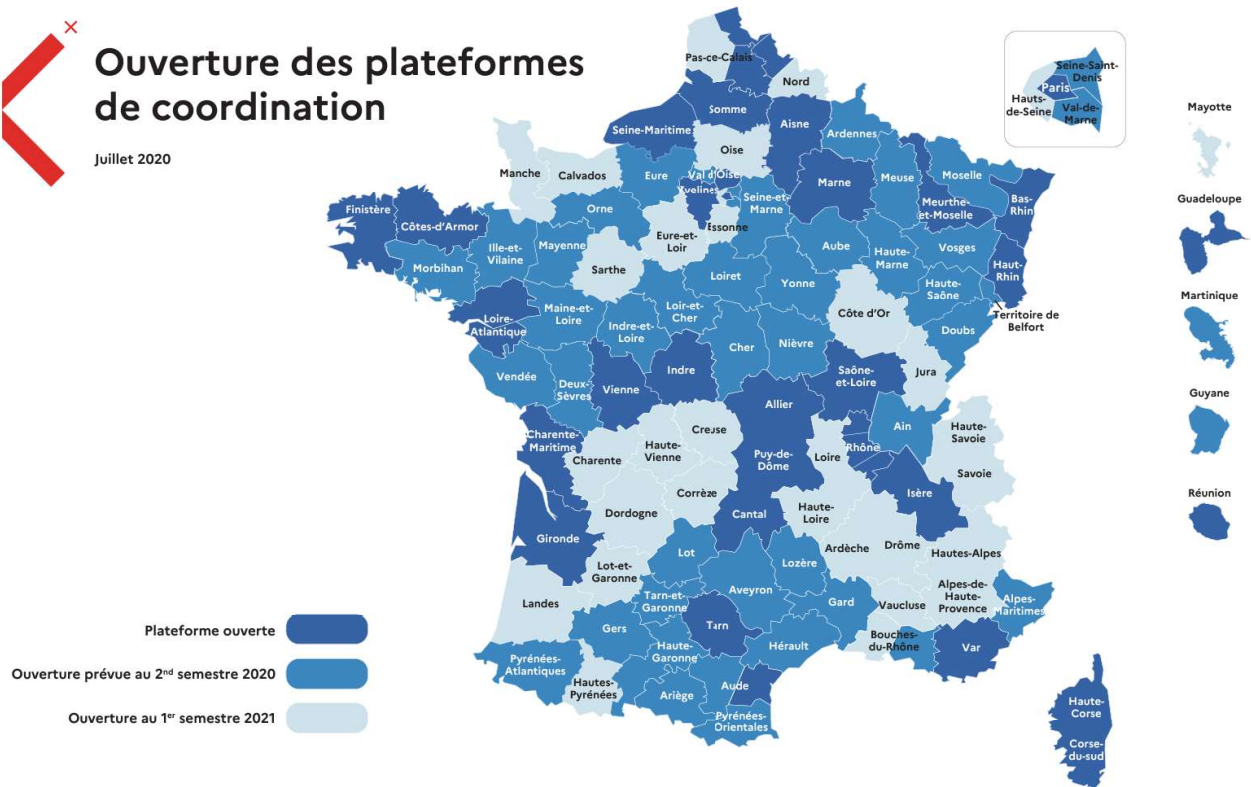 Ouverture des plateformes
de coordination
Juillet 2020
Pas-ce-Calais
Nord
Somme
Seine-Maritime
Aisne
Ardennes
Oise
Manche
Calvados
Eure
Val d'Oise
Yvelines
Seine-et-
Marne
Marne
Meuse
Moselle
Meurthe-
et-Moselle
Bas-
Rhin
Finistère
Côtes-d'Armor
Orne
Ille-et-
Vilaine
Mayenne
Morbihan
Sarthe
Eure-et-
Loir
Essonne
Aube
Haute-
Marne
Vosges
Haut-
Rhin
Loiret
Yonne
Haute-
Saône
Territoire de
Belfort
Loire-
Atlantique
Maine-et-
Loire
Indre-et-
Loire
Loir-et-
Cher
Cher
Nièvre
Côte d'Or
Doubs
Vendée
Deux-
Sèvres
Vienne
Indre
Saône-
et-Loire
Jura
Allier
Charente-
Maritime
Charente
Haute-
Vienne
Creuse
Puy-de-
Dôme
Loire
Rhône
Ain
Haute-
Savoie
Savoie
Corrèze
Dordogne
Gironde
Cantal
Haute-
Loire
Isère
Ardèche
Drôme
Hautes-Alpes
Lot
Lozère
Lot-et-
Garonne
Aveyron
Landes
Tarn-et-
Garonne
Tarn
Gard
Vaucluse
Alpes-de-
Haute-
Provence
Alpes-
Maritimes
Gers
Haute-
Garonne
Hérault
Bouches-
du-Rhône
Var
Pyrénées-
Atlantiques
Hautes-
Pyrénées
Ariège
Aude
Pyrénées-
Orientales
Haute-
Corse
Corse-
du-sud
Seine-Saint-
Denis
Paris
Hauts-
de-Seine
Val-de-
Marne
Mayotte
Guadeloupe
Martinique
Guyane
Réunion
Plateforme ouverte
Ouverture prévue au 2nd semestre 2020
Ouverture au 1er semestre 2021